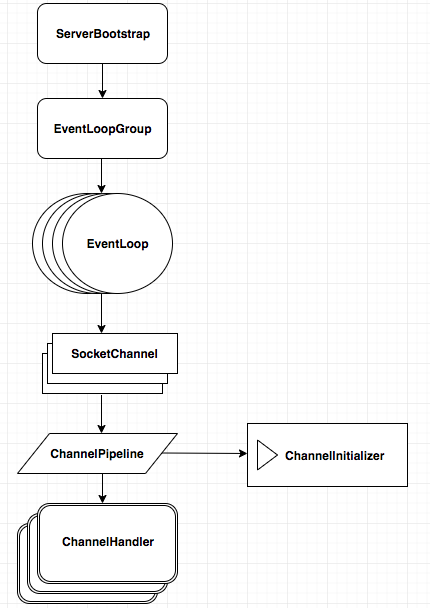 ServerBootstrap
EventLoopGroup
EventLoop
SocketChannel
ChannelPipeline
ChannelInitializer
ChannelHandler